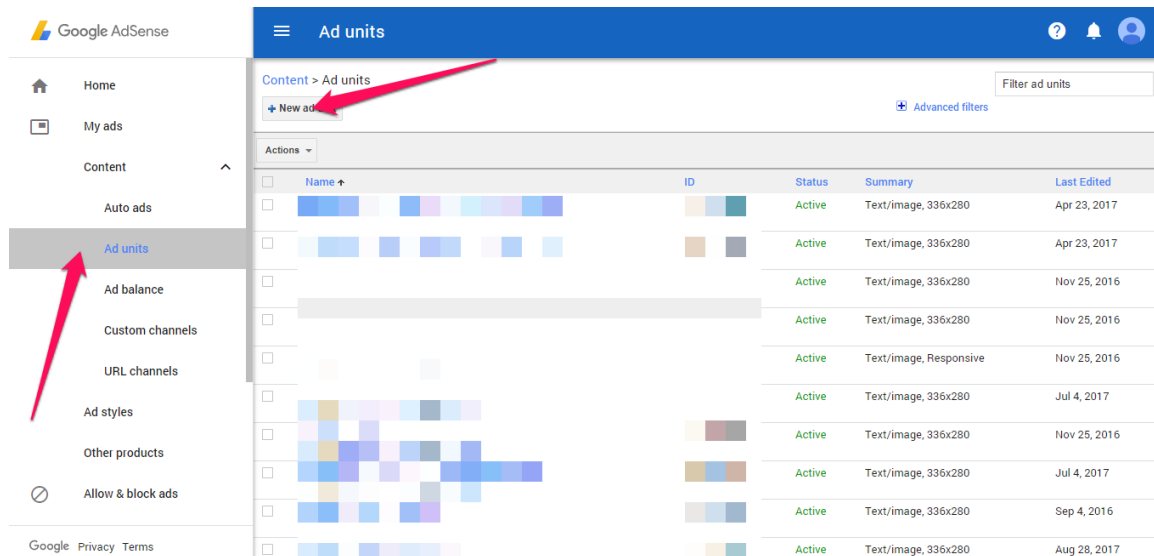 Google AdSense
Ad units
Home
My ads
Content
Auto ads
Ad units
Ad balance
Custom channels
URL channels
Ad styles
Other products
Allow & block ads
Google Privacy Terms
Content > Ad units
Filter ad units
+ New ad
Advanced filters
Actions
Name ID Status Summary Last Edited
Active Text/image, 336x280 Apr 23, 2017
Active Text/image, 336x280 Apr 23, 2017
Active Text/image, 336x280 Nov 25, 2016
Active Text/image, 336x280 Nov 25, 2016
Active Text/image, Responsive Nov 25, 2016
Active Text/image, 336x280 Jul 4, 2017
Active Text/image, 336x280 Nov 25, 2016
Active Text/image, 336x280 Jul 4, 2017
Active Text/image, 336x280 Sep 4, 2016
Active Text/image, 336x280 Aug 28, 2017